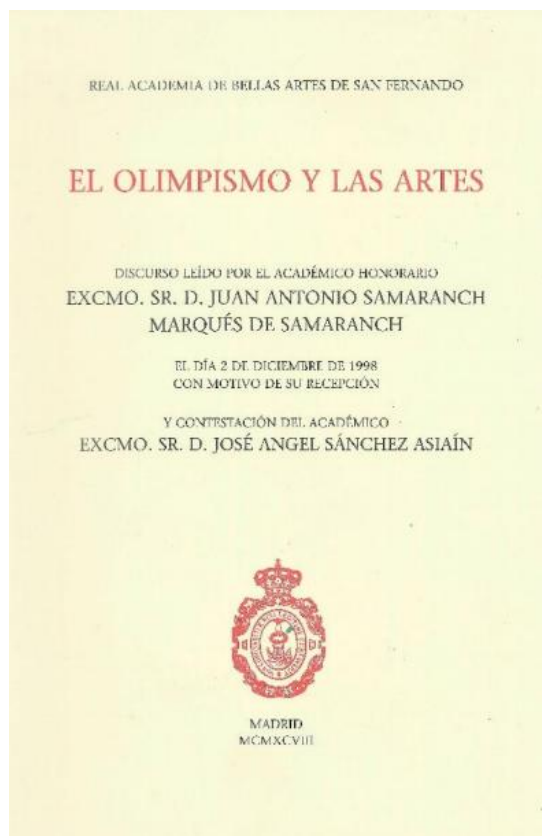 REAL ACADEMIA DE BELLAS ARTES DE SAN FERNANDO
EL OLIMPISMO Y LAS ARTES
DISCURSO LEÍDO POR EL ACADÉMICO HONORARIO
EXCMO. SR. D. JUAN ANTONIO SAMARANCH
MARQUÉS DE SAMARANCH
EL DÍA 2 DE DICIEMBRE DE 1998
CON MOTIVO DE SU RECEPCIÓN
Y CONTESTACIÓN DEL ACADÉMICO
EXCMO. SR. D. JOSÉ ANGEL SÁNCHEZ ASIAÍN
MADRID
MCMXCVIII